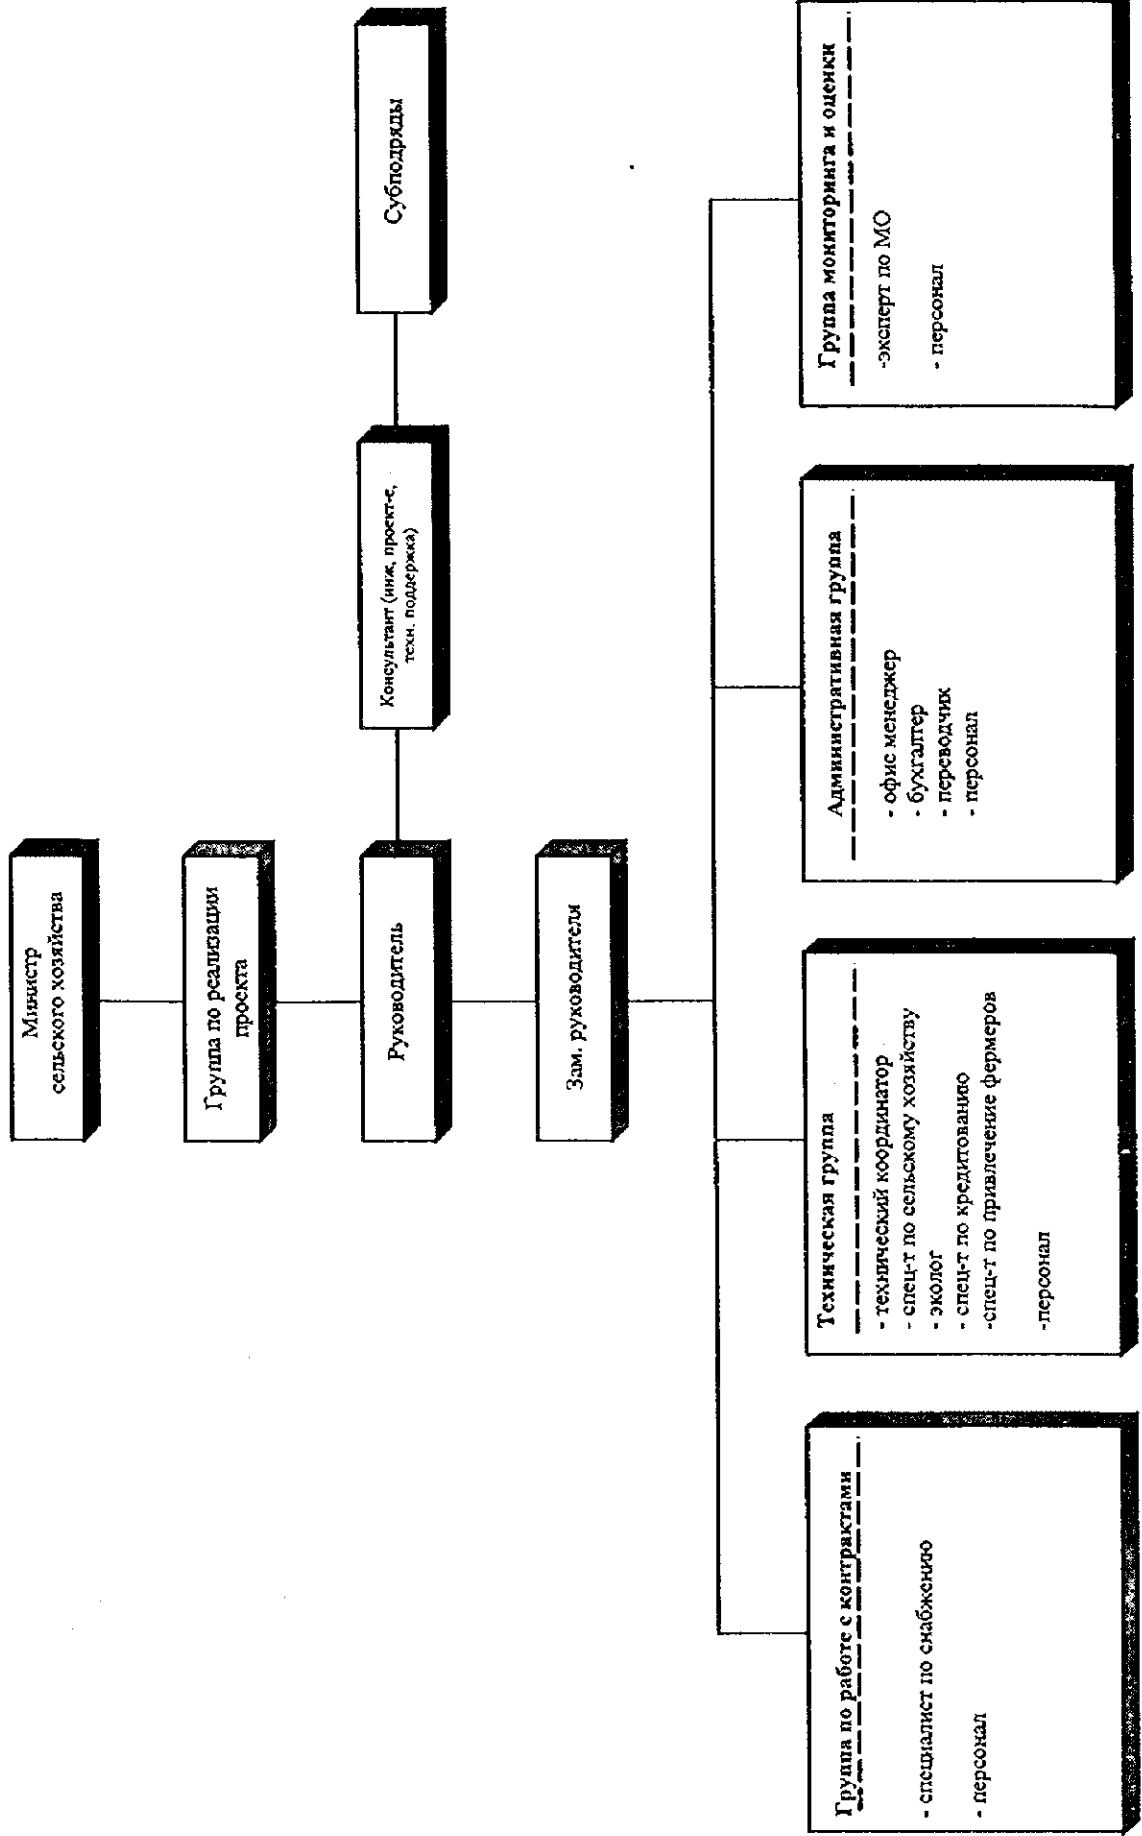 Министр
сельского хозяйства
Группа по реализации
проекта
Руководитель
Консультант (инж, проект-е,
техн. поддержка)
Субподряды
Зам. руководителя
Группа по работе с контрактами
- специалист по снабжению
- персонал
Техническая группа
- технический координатор
- спец-т по сельскому хозяйству
- эколог
- спец-т по кредитованию
-спец-т по привлечение фермеров
-персонал
Административная группа
- офис менеджер
- бухгалтер
- переводчик
- персонал
Группа мониторинга и оценки
-эксперт по МО
- персонал